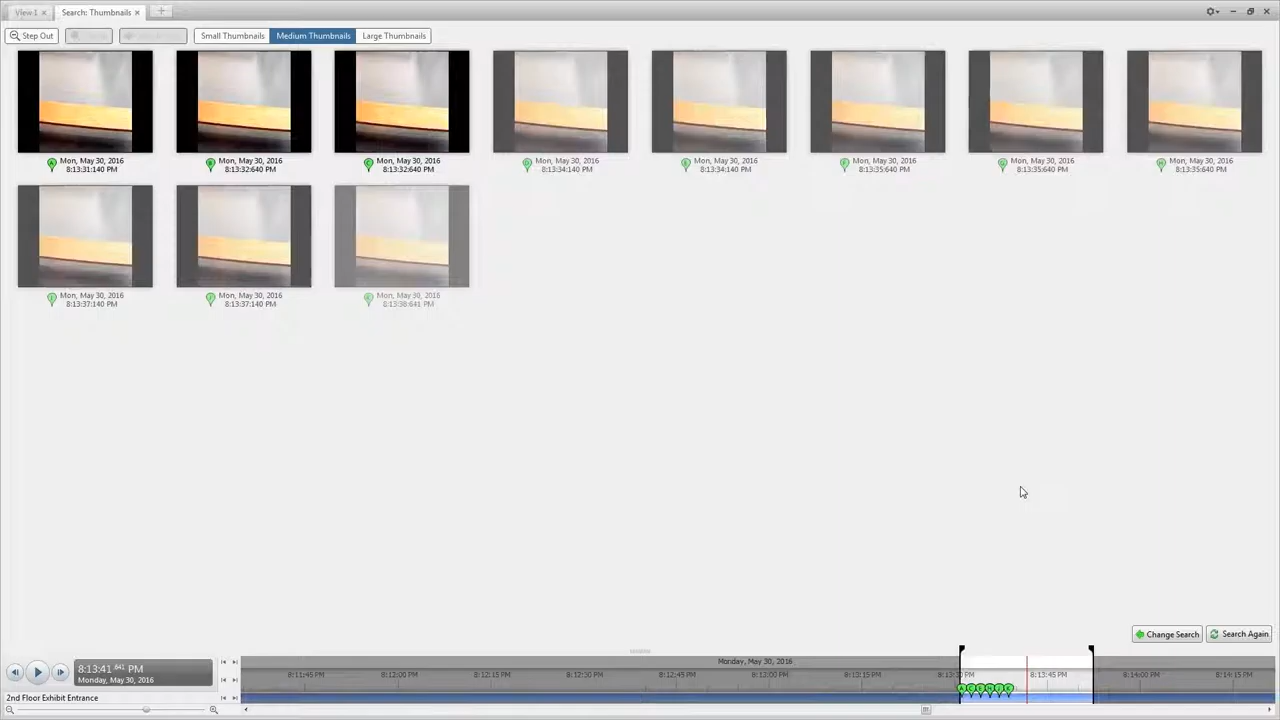 View 1
Search: Thumbnails
Step Out
Small Thumbnails
Medium Thumbnails
Large Thumbnails
A Mon, May 30, 2016
8:13:31:140 PM
Mon, May 30, 2016
8:13:32:640 PM
C Mon, May 30, 2016
8:13:32:640 PM
Mon, May 30, 2016
8:13:34:140 PM
Mon, May 30, 2016
8:13:34:140 PM
Mon, May 30, 2016
8:13:35:640 PM
Mon, May 30, 2016
8:13:35:640 PM
Mon, May 30, 2016
8:13:35:640 PM
Mon, May 30, 2016
8:13:37:140 PM
Mon, May 30, 2016
8:13:37:140 PM
Mon, May 30, 2016
8:13:38:641 PM
Change Search
Search Again
8:13:41.641 PM
Monday, May 30, 2016
Monday, May 30, 2016
8:11:45 PM
8:12:00 PM
8:12:15 PM
8:12:30 PM
8:12:45 PM
8:13:00 PM
8:13:15 PM
8:13:45 PM
8:14:00 PM
8:14:15 PM
2nd Floor Exhibit Entrance